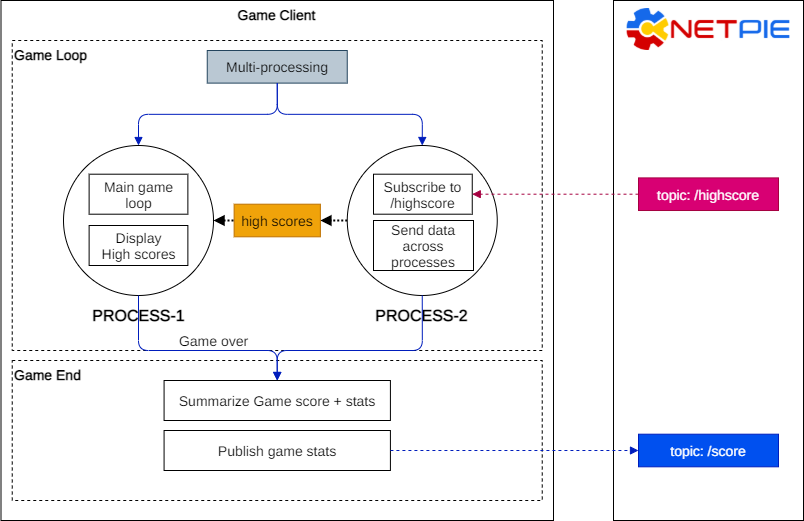 Game Client
NETPIE
Game Loop
Multi-processing
Main game
loop
Display
High scores
high scores
Subscribe to
/highscore
Send data
across
processes
topic: /highscore
PROCESS-1
PROCESS-2
Game over
Game End
Summarize Game score + stats
Publish game stats
topic: /score